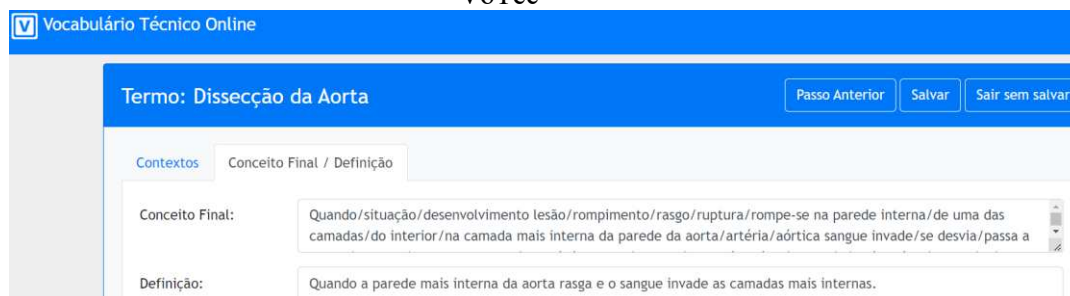 VoTec
V Vocabulário Técnico Online
Termo: Dissecção da Aorta
Passo Anterior Salvar Sair sem salvar
Contextos Conceito Final / Definição
Conceito Final: Quando/situação/desenvolvimento lesão/rompimento/rasgo/ruptura/rompe-se na parede interna/de uma das
camadas/do interior/na camada mais interna da parede da aorta/artéria/aórtica sangue invade/se desvia/passa a
Definição: Quando a parede mais interna da aorta rasga e o sangue invade as camadas mais internas.